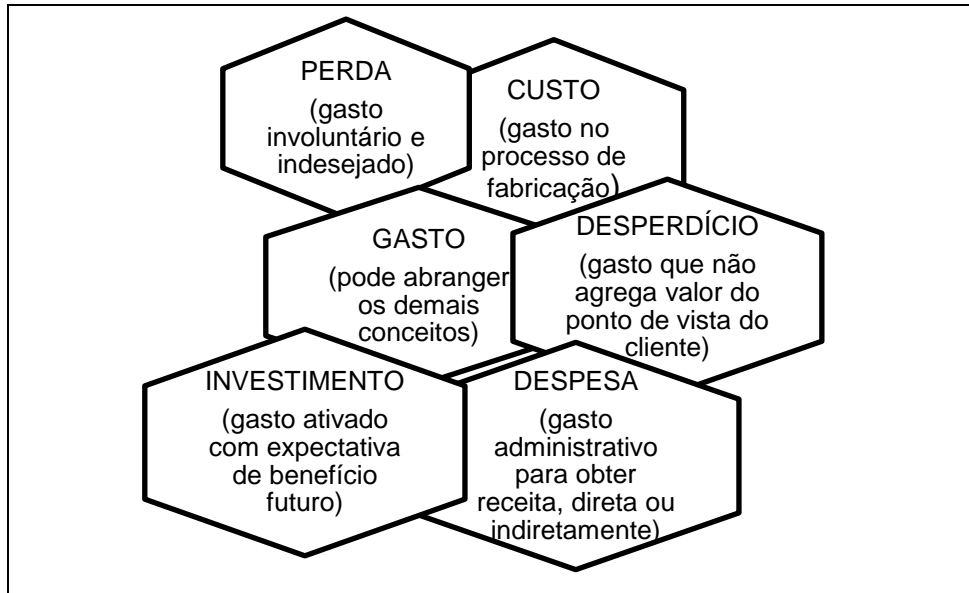 PERDA
(gasto
involuntário e
indesejado)
CUSTO
(gasto no
processo de
fabricação)
GASTO
(pode abranger
os demais
conceitos)
DESPERDÍCIO
(gasto que não
agrega valor do
ponto de vista do
cliente)
INVESTIMENTO
(gasto ativado
com expectativa
de benefício
futuro)
DESPESA
(gasto
administrativo
para obter
receita, direta ou
indiretamente)